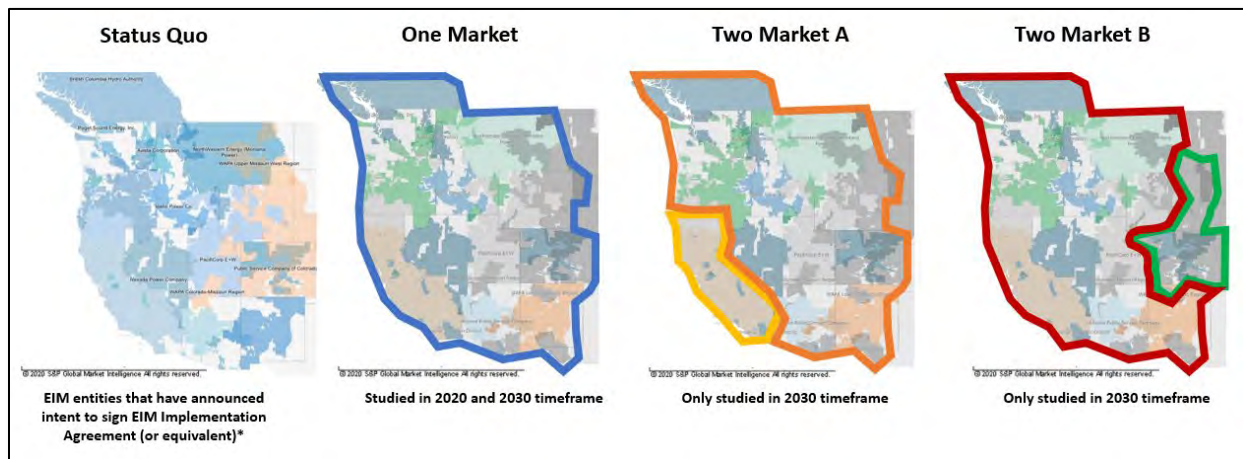 Status Quo
One Market
Two Market A
Two Market B
British Columbia Hydro Authority
Puget Sound Energy, Inc.
Avista Corporation
NorthWestern Energy (Montana
Power)
WAPA Upper Missouri West Region
Idaho Power Co.
PacifiCorp E+W
Public Service Company of Colorado
Nevada Power Company
WAPA Colorado-Missouri Region
© 2020 S&P Global Market Intelligence All rights reserved.
© 2020 S&P Global Market Intelligence All rights reserved.
© 2020 S&P Global Market Intelligence All rights reserved.
© 2020 S&P Global Market Intelligence All rights reserved.
EIM entities that have announced
intent to sign EIM Implementation
Agreement (or equivalent)*
Studied in 2020 and 2030 timeframe
Only studied in 2030 timeframe
Only studied in 2030 timeframe